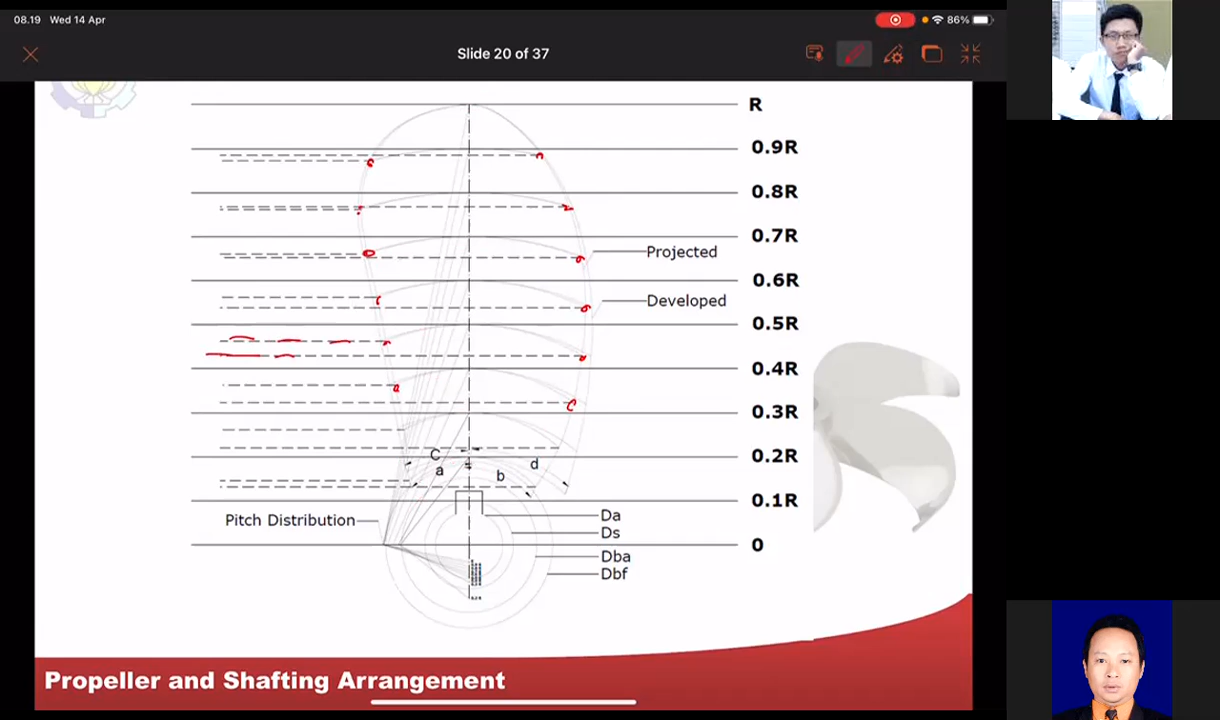 08.19 Wed 14 Apr
86%
Slide 20 of 37
R
0.9R
0.8R
0.7R
Projected
0.6R
Developed
0.5R
0.4R
0.3R
0.2R
C
d
a
b
0.1R
Pitch Distribution
Da
Ds
0
Dba
Dbf
Propeller and Shafting Arrangement